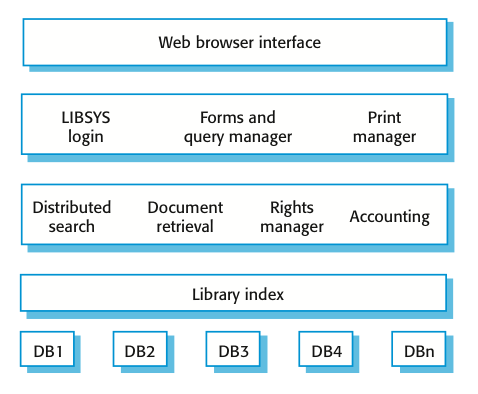 Web browser interface
LIBSYS
login
Forms and
query manager
Print
manager
Distributed
search
Document
retrieval
Rights
manager
Accounting
Library index
DB1
DB2
DB3
DB4
DBn